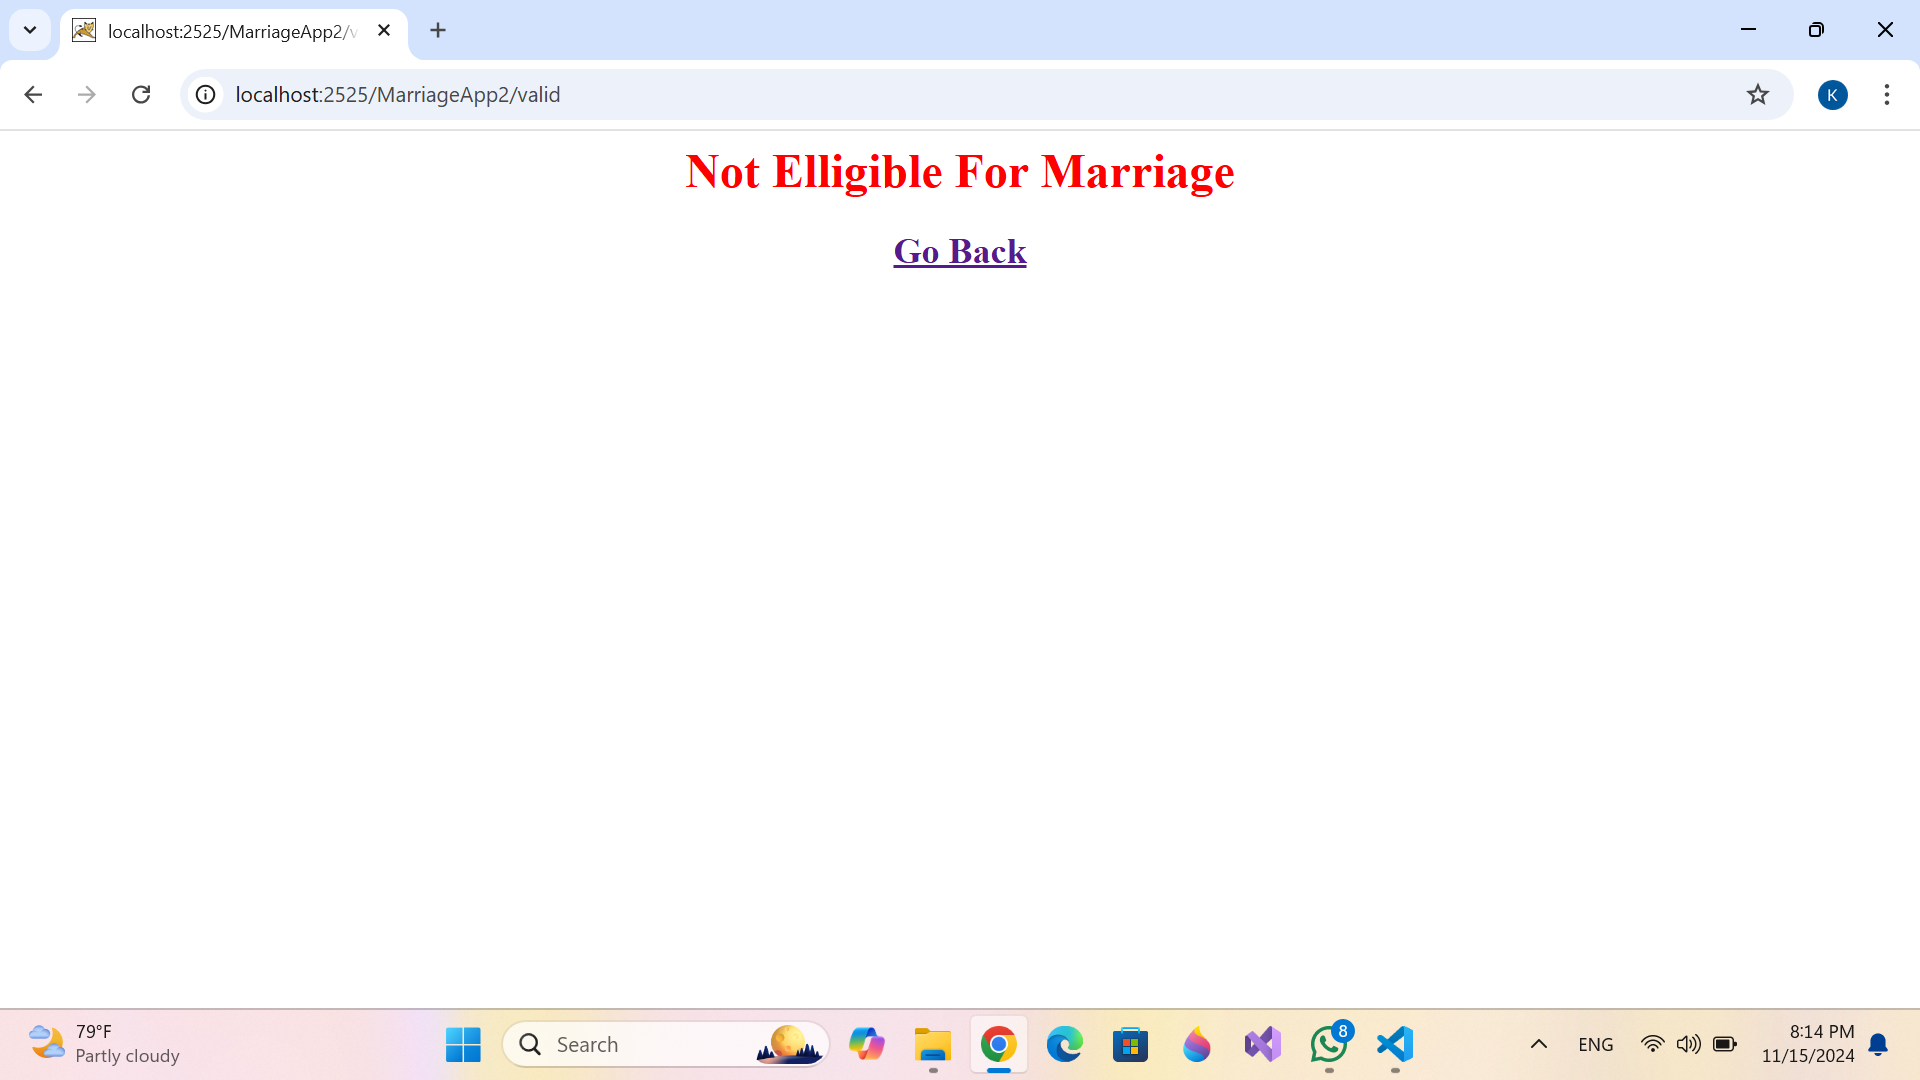 localhost:2525/MarriageApp2/v
localhost:2525/MarriageApp2/valid
K
Not Elligible For Marriage
Go Back
79°F
Partly cloudy
Search
8
ENG
8:14 PM
11/15/2024